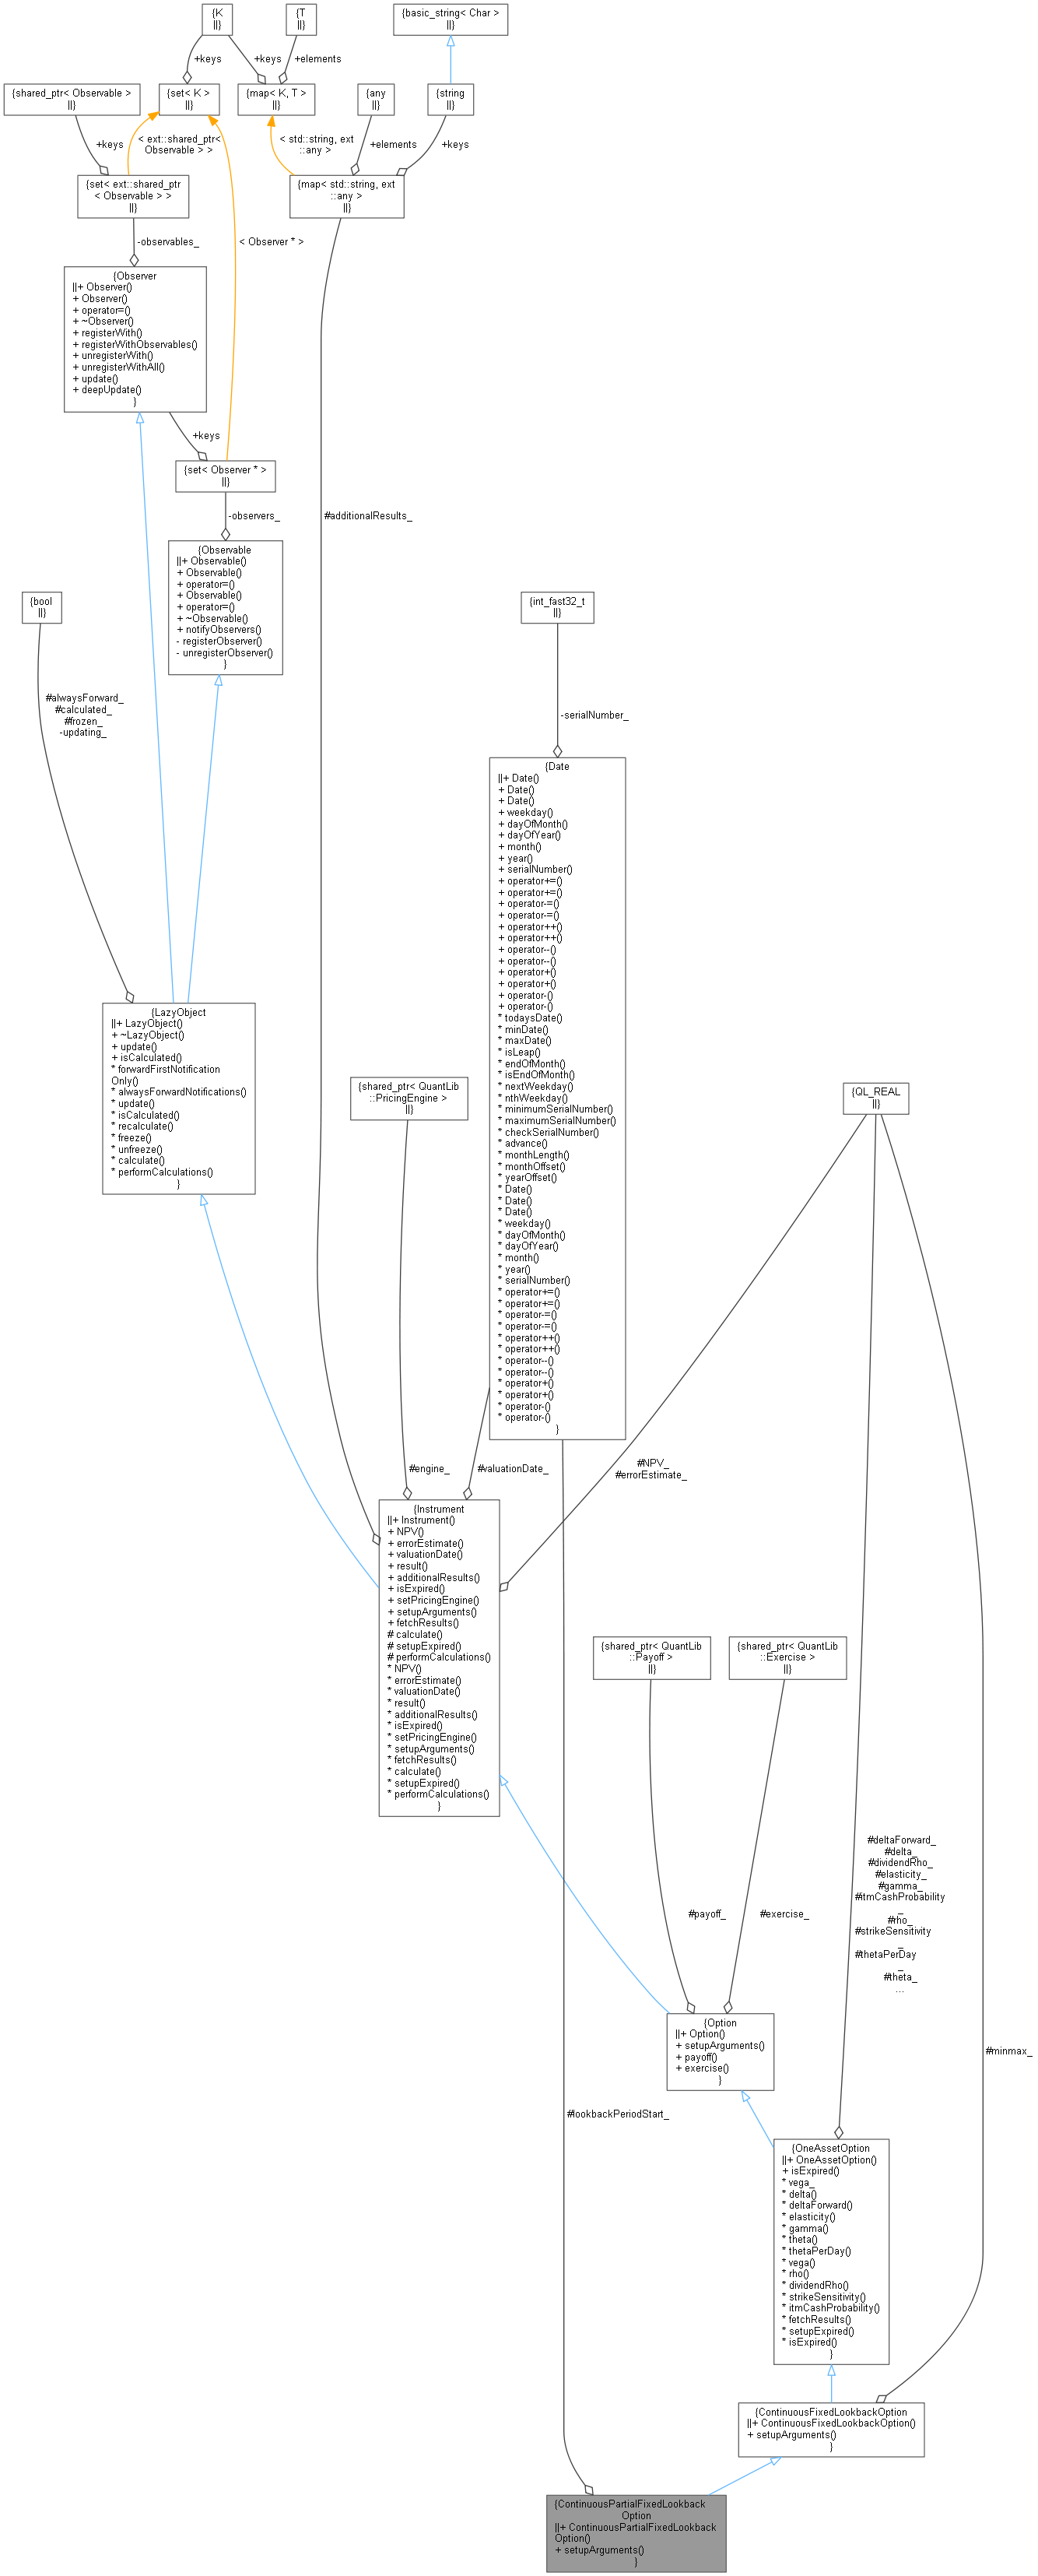 {K
||}
{T
||}
{basic_string< Char >
||}
+keys
+keys
+elements
{shared_ptr< Observable >
||}
{set< K >
||}
{map< K, T >
||}
{any
||}
{string
||}
+keys
< ext::shared_ptr<
Observable > >
< std::string, ext
::any >
+elements
+keys
{set< ext::shared_ptr
< Observable > >
||}
{map< std::string, ext
::any >
||}
-observables_
< Observer * >
{Observer
||+ Observer()
+ Observer()
+ operator=()
+ ~Observer()
+ registerWith()
+ registerWithObservables()
+ unregisterWith()
+ unregisterWithAll()
+ update()
+ deepUpdate()
}
+keys
{set< Observer * >
||}
-observers_
#additionalResults_
{Observable
||+ Observable()
+ Observable()
+ operator=()
+ Observable()
+ operator=()
+ ~Observable()
+ notifyObservers()
- registerObserver()
- unregisterObserver()
}
{bool
||}
{int_fast32_t
||}
#alwaysForward_
#calculated_
#frozen_
-updating_
-serialNumber_
{Date
||+ Date()
+ Date()
+ Date()
+ weekday()
+ dayOfMonth()
+ dayOfYear()
+ month()
+ year()
+ serialNumber()
+ operator+=()
+ operator+=()
+ operator-=()
+ operator-=()
+ operator++()
+ operator++()
+ operator--()
+ operator--()
+ operator+()
+ operator+()
+ operator-()
+ operator-()
* todaysDate()
* minDate()
* maxDate()
* isLeap()
* endOfMonth()
* isEndOfMonth()
* nextWeekday()
* nthWeekday()
* minimumSerialNumber()
* maximumSerialNumber()
* checkSerialNumber()
* advance()
* monthLength()
* monthOffset()
* yearOffset()
* Date()
* Date()
* Date()
* weekday()
* dayOfMonth()
* dayOfYear()
* month()
* year()
* serialNumber()
* operator+=()
* operator+=()
* operator-=()
* operator-=()
* operator++()
* operator++()
* operator--()
* operator--()
* operator+()
* operator+()
* operator-()
* operator-()
}
{LazyObject
||+ LazyObject()
+ ~LazyObject()
+ update()
+ isCalculated()
* forwardFirstNotification
Only()
* alwaysForwardNotifications()
* update()
* isCalculated()
* recalculate()
* freeze()
* unfreeze()
* calculate()
* performCalculations()
}
{shared_ptr< QuantLib
::PricingEngine >
||}
{QL_REAL
||}
#engine_
#valuationDate_
#NPV_
#errorEstimate_
{Instrument
||+ Instrument()
+ NPV()
+ errorEstimate()
+ valuationDate()
+ result()
+ additionalResults()
+ isExpired()
+ setPricingEngine()
+ setupArguments()
+ fetchResults()
# calculate()
# setupExpired()
# performCalculations()
* NPV()
* errorEstimate()
* valuationDate()
* result()
* additionalResults()
* isExpired()
* setPricingEngine()
* setupArguments()
* fetchResults()
* calculate()
* setupExpired()
* performCalculations()
}
{shared_ptr< QuantLib
::Payoff >
||}
{shared_ptr< QuantLib
::Exercise >
||}
#payoff_
#exercise_
#deltaForward_
#delta_
#dividendRho_
#elasticity_
#gamma_
#itmCashProbability
_
#rho_
#strikeSensitivity
_
#thetaPerDay
_
#theta_
...
{Option
||+ Option()
+ setupArguments()
+ payoff()
+ exercise()
}
#minmax_
#lookbackPeriodStart_
{OneAssetOption
||+ OneAssetOption()
+ isExpired()
* vega_
* delta()
* deltaForward()
* elasticity()
* gamma()
* theta()
* thetaPerDay()
* vega()
* rho()
* dividendRho()
* strikeSensitivity()
* itmCashProbability()
* fetchResults()
* setupExpired()
* isExpired()
}
{ContinuousFixedLookbackOption
||+ ContinuousFixedLookbackOption()
+ setupArguments()
}
{ContinuousPartialFixedLookback
Option
||+ ContinuousPartialFixedLookback
Option()
+ setupArguments()
}